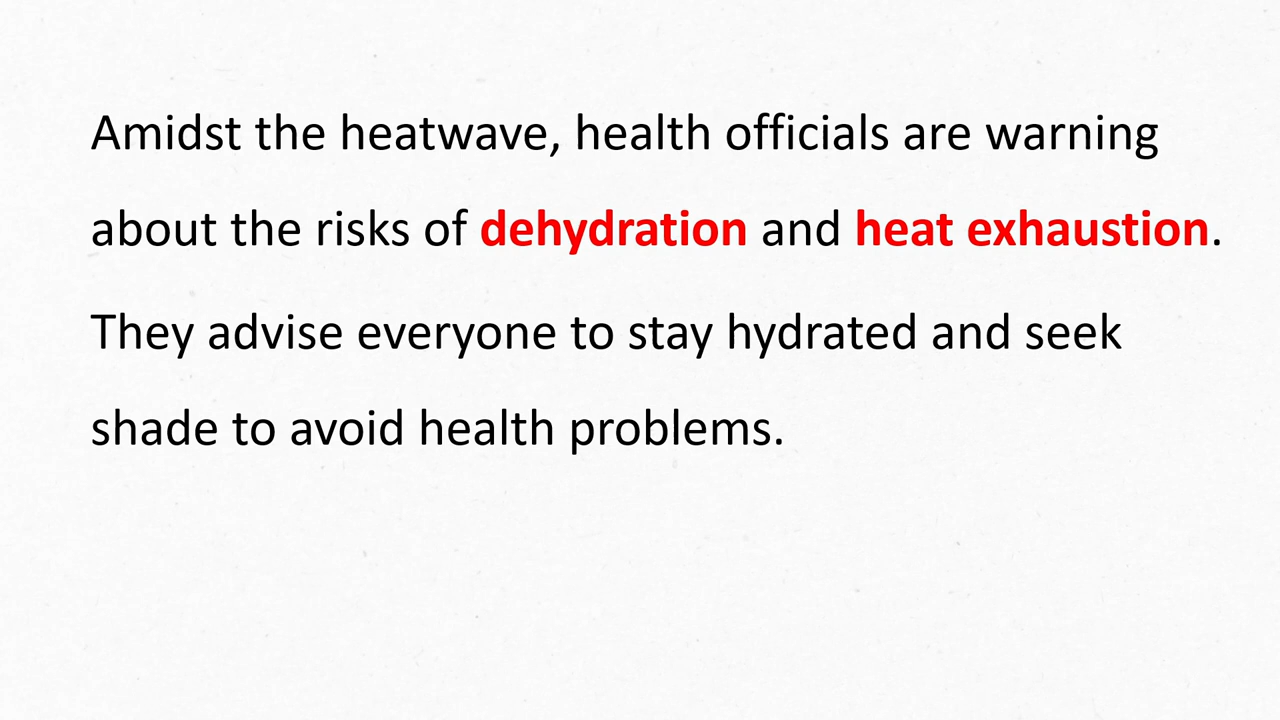 Amidst the heatwave, health officials are warning
about the risks of dehydration and heat exhaustion.
They advise everyone to stay hydrated and seek
shade to avoid health problems.